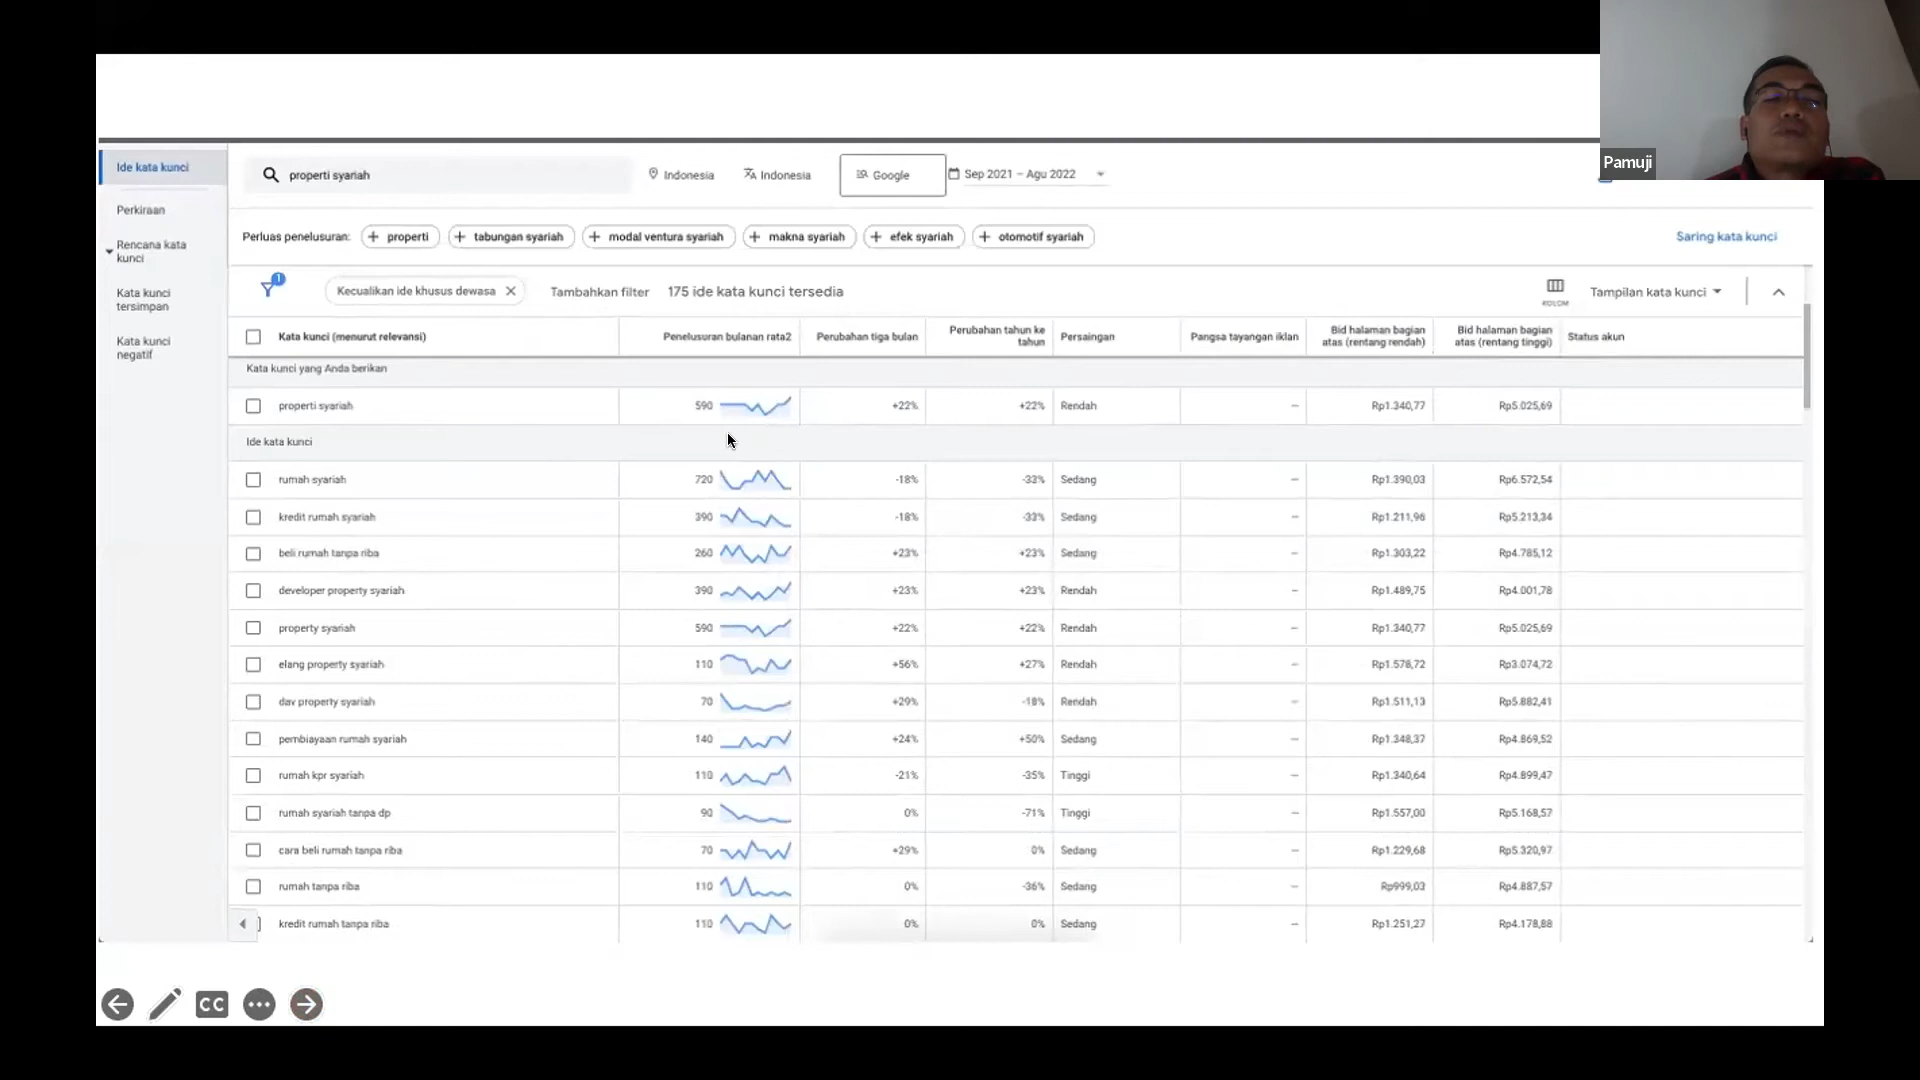 Pamuji
Ide kata kunci
Perkiraan
Rencana kata
kunci
Kata kunci
tersimpan
Kata kunci
negatif
properti syariah
Indonesia
Indonesia
Google
Sep 2021 – Agu 2022
Perluas penelusuran: properti tabungan syariah modal ventura syariah makna syariah efek syariah otomotif syariah Saring kata kunci
1
Kecualikan ide khusus dewasa Tambahkan filter 175 ide kata kunci tersedia KOLOM Tampilan kata kunci
Kata kunci (menurut relevansi) Penelusuran bulanan rata2 Perubahan tiga bulan Perubahan tahun ke tahun Persaingan Pangsa tayangan iklan Bid halaman bagian atas (rentang rendah) Bid halaman bagian atas (rentang tinggi) Status akun
Kata kunci yang Anda berikan
properti syariah 590 +22% +22% Rendah – Rp1.340,77 Rp5.025,69
Ide kata kunci
rumah syariah 720 -18% -33% Sedang – Rp1.390,03 Rp6.572,54
kredit rumah syariah 390 -18% -33% Sedang – Rp1.211,96 Rp5.213,34
beli rumah tanpa riba 260 +23% +23% Sedang – Rp1.303,22 Rp4.785,12
developer property syariah 390 +23% +23% Rendah – Rp1.489,75 Rp4.001,78
property syariah 590 +22% +22% Rendah – Rp1.340,77 Rp5.025,69
elang property syariah 110 +56% +27% Rendah – Rp1.578,72 Rp3.074,72
dav property syariah 70 +29% -18% Rendah – Rp1.511,13 Rp5.882,41
pembiayaan rumah syariah 140 +24% +50% Sedang – Rp1.348,37 Rp4.869,52
rumah kpr syariah 110 -21% -35% Tinggi – Rp1.340,64 Rp4.899,47
rumah syariah tanpa dp 90 0% -71% Tinggi – Rp1.557,00 Rp5.168,57
cara beli rumah tanpa riba 70 +29% 0% Sedang – Rp1.229,68 Rp5.320,97
rumah tanpa riba 110 0% -36% Sedang – Rp999,03 Rp4.887,57
kredit rumah tanpa riba 110 0% 0% Sedang – Rp1.251,27 Rp4.178,88
CC